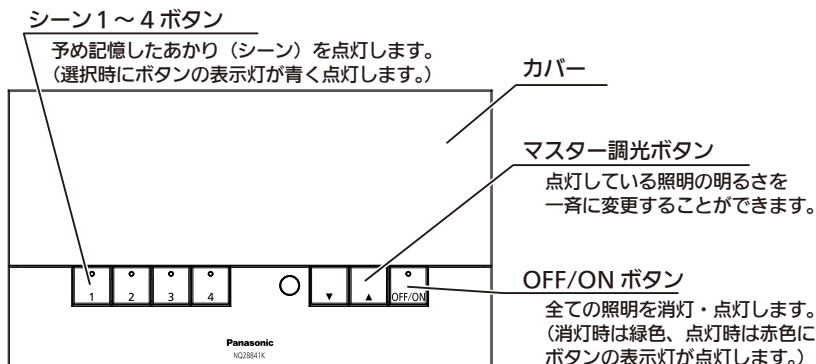 シーン1～4ボタン
予め記憶したあかり（シーン）を点灯します。
（選択時にボタンの表示灯が青く点灯します。）
カバー
マスター調光ボタン
点灯している照明の明るさを
一斉に変更することができます。
OFF/ON ボタン
全ての照明を消灯・点灯します。
（消灯時は緑色、点灯時は赤色に
ボタンの表示灯が点灯します。）
1 2 3 4 ▼ ▲ OFF/ON
Panasonic
NQ28841K